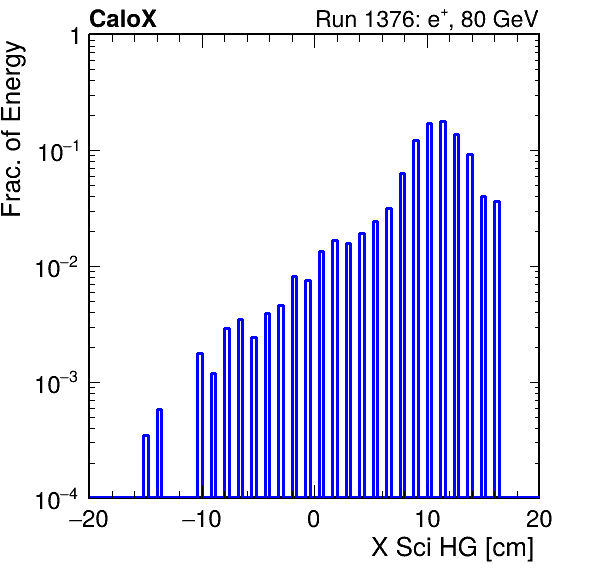 CaloX Run 1376: e⁺, 80 GeV
Frac. of Energy
1
10⁻¹
10⁻²
10⁻³
10⁻⁴
−20 −10 0 10 20
X Sci HG [cm]